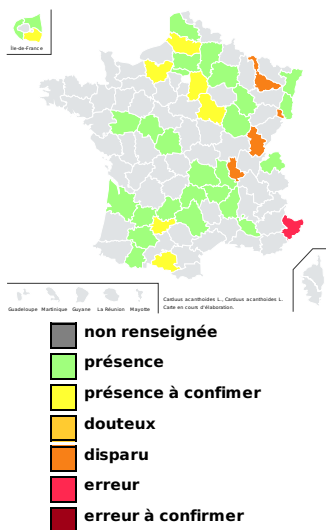 Île-de-France
Guadeloupe Martinique Guyane La Réunion Mayotte
Carduus acanthoides L., Carduus acanthoides L.
Carte en cours d'élaboration.
non renseignée
présence
présence à confimer
douteux
disparu
erreur
erreur à confirmer